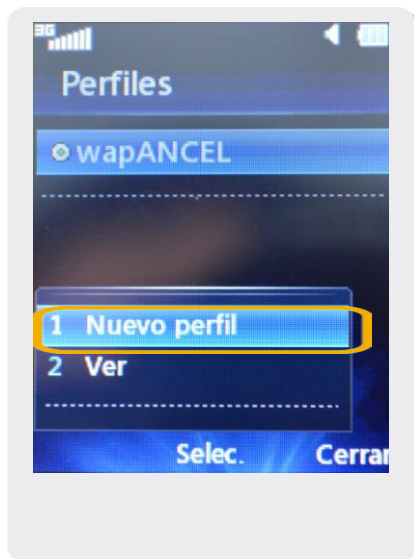 3G
Perfiles
wapANCEL
1 Nuevo perfil
2 Ver
Selec. Cerrar